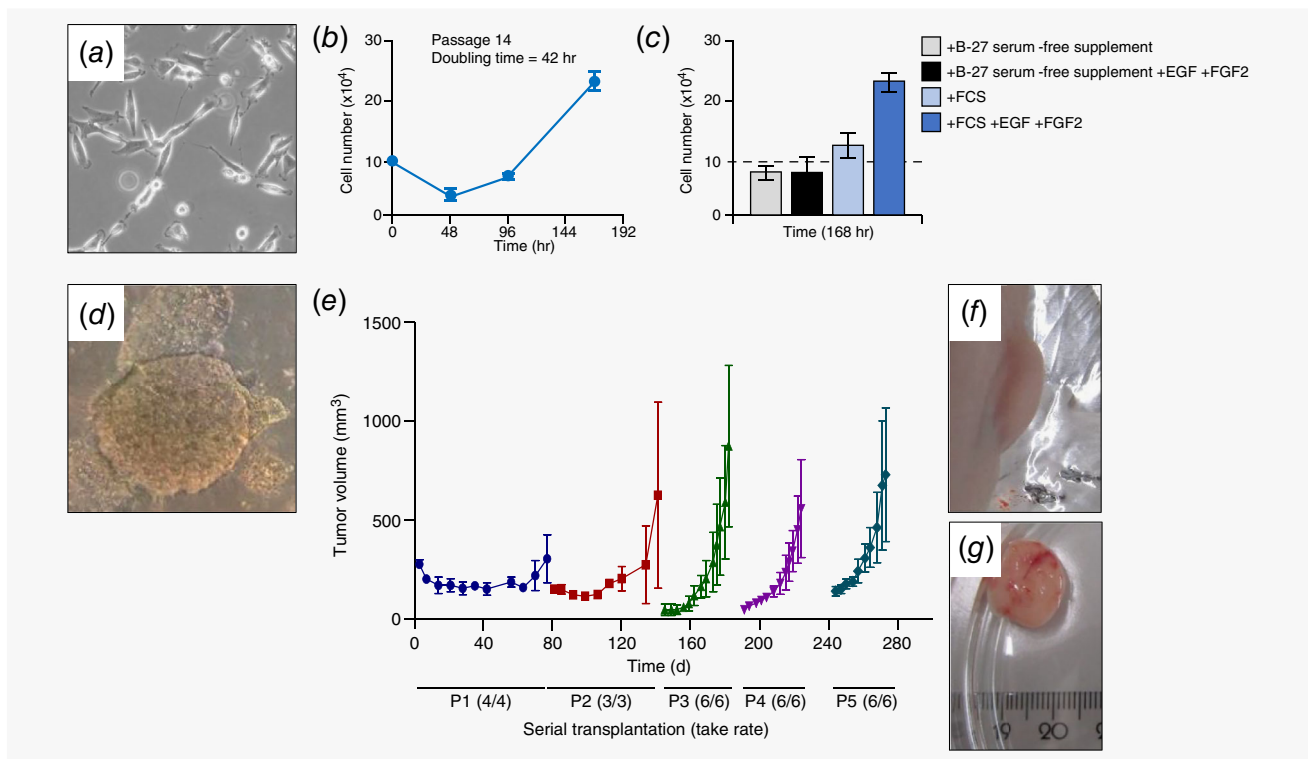 (a)
(b)
30
20
10
0
Cell number (x10⁴)
Passage 14
Doubling time = 42 hr
0 48 96 144 192
Time (hr)
(c)
30
20
10
0
Cell number (x10⁴)
Time (168 hr)
+B-27 serum -free supplement
+B-27 serum -free supplement +EGF +FGF2
+FCS
+FCS +EGF +FGF2
(d)
(e)
1500
1000
500
0
Tumor volume (mm³)
0 40 80 120 160 200 240 280
Time (d)
P1 (4/4) P2 (3/3) P3 (6/6) P4 (6/6) P5 (6/6)
Serial transplantation (take rate)
(f)
(g)
19 20